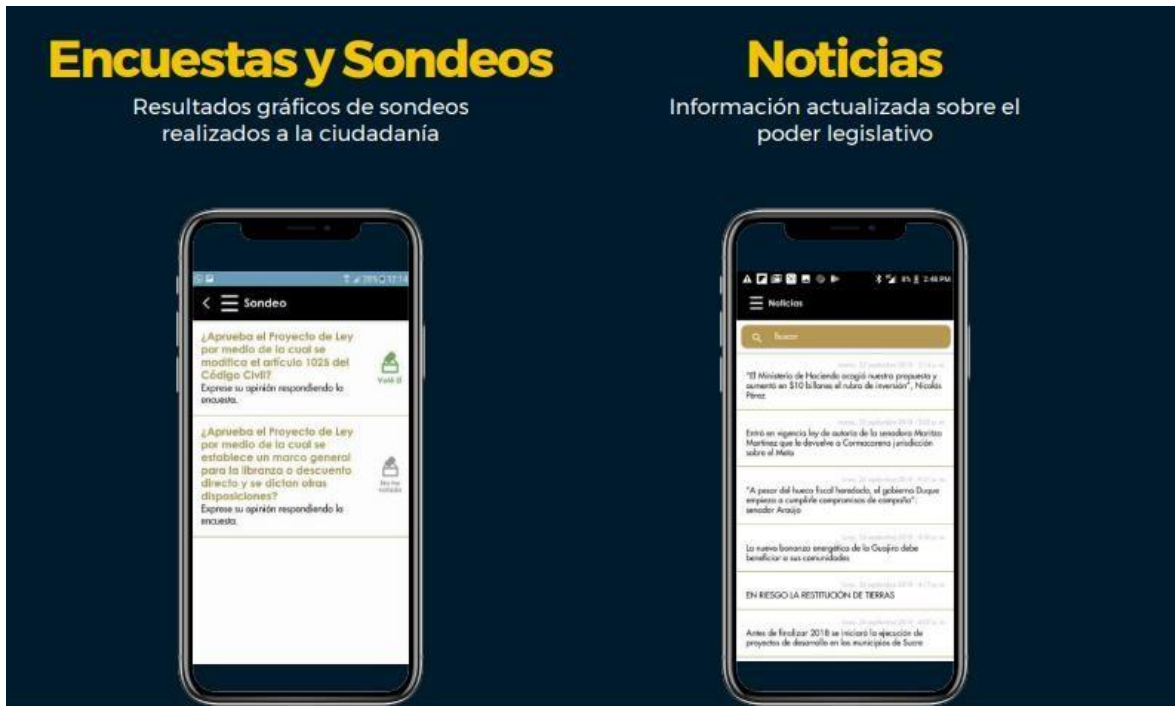 Encuestas y Sondeos
Resultados gráficos de sondeos
realizados a la ciudadanía
Sondeo
¿Aprueba el Proyecto de Ley
por medio de la cual se
modifica el artículo 1025 del
Código Civil?
Exprese su opinión respondiendo la
encuesta.
Voté
¿Aprueba el Proyecto de Ley
por medio de la cual se
establece un marco general
para la libranza o descuento
directo y se dictan otras
disposiciones?
Exprese su opinión respondiendo la
encuesta.
No he
votado
Noticias
Información actualizada sobre el
poder legislativo
2:48 PM
Noticias
Buscar
"El Ministerio de Hacienda acogió nuestra propuesta y
aumentó en $10 billones el rubro de inversión", Nicolás
Pérez
Entró en vigencia ley de autoría de la senadora Maritza
Martínez que le devuelve a Cormacarena jurisdicción
sobre el Meta
"A pesar del hueco fiscal heredado, el gobierno Duque
empieza a cumplirle compromisos de campaña":
senador Araújo
La nueva bonanza energética de la Guajira debe
beneficiar a sus comunidades
EN RIESGO LA RESTITUCIÓN DE TIERRAS
Antes de finalizar 2018 se iniciará la ejecución de
proyectos de desarrollo en los municipios de Sucre